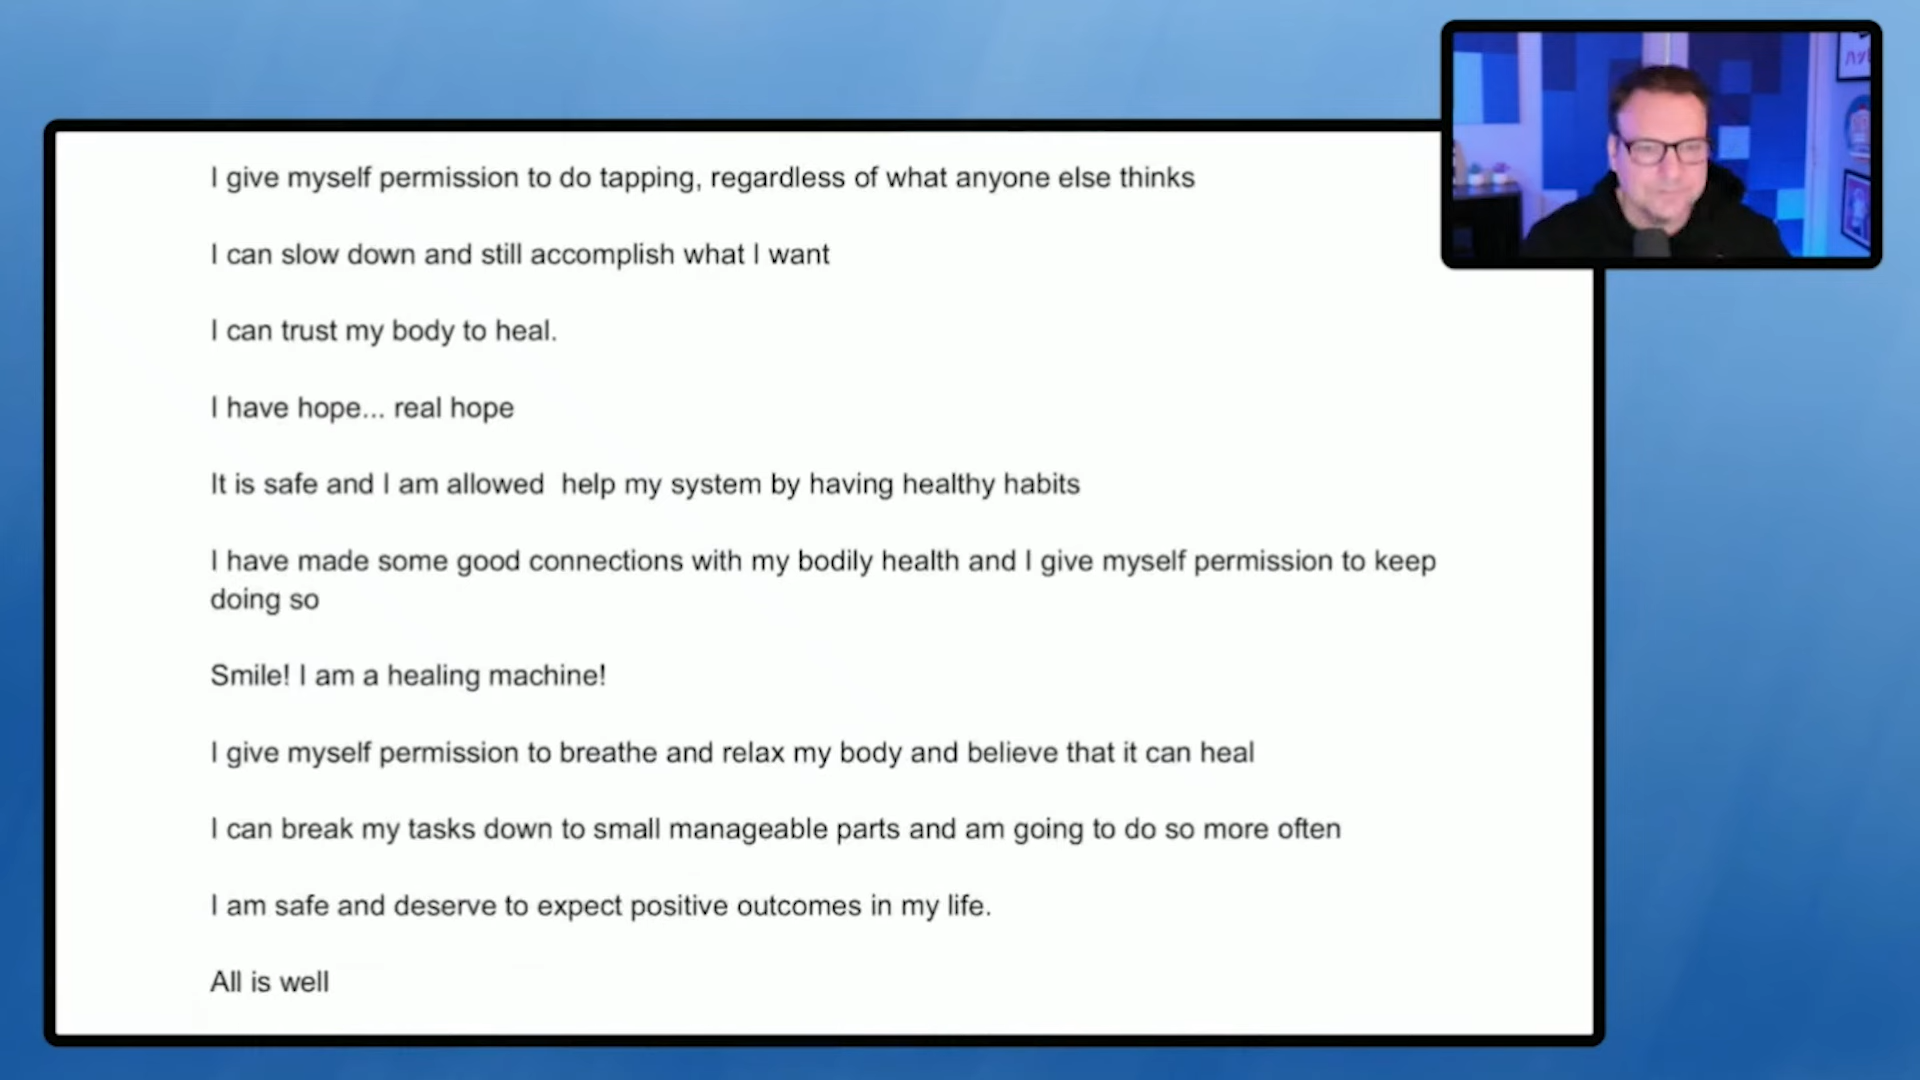 I give myself permission to do tapping, regardless of what anyone else thinks
I can slow down and still accomplish what I want
I can trust my body to heal.
I have hope... real hope
It is safe and I am allowed  help my system by having healthy habits
I have made some good connections with my bodily health and I give myself permission to keep
doing so
Smile! I am a healing machine!
I give myself permission to breathe and relax my body and believe that it can heal
I can break my tasks down to small manageable parts and am going to do so more often
I am safe and deserve to expect positive outcomes in my life.
All is well